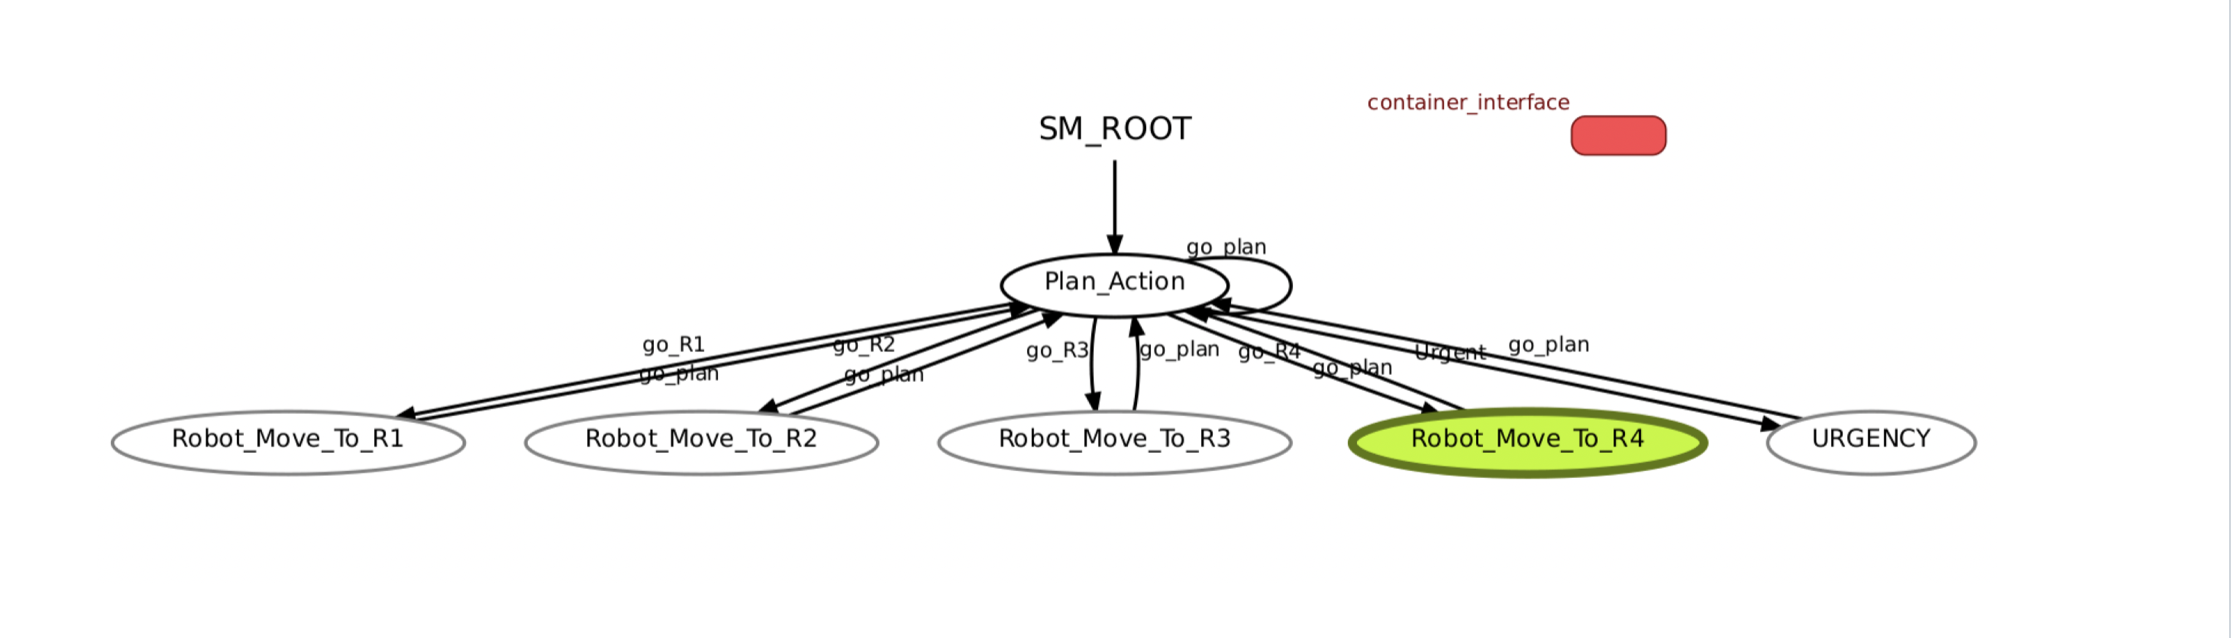 container_interface
SM_ROOT
go_plan
Plan_Action
go_R1
go_plan
go_R2
go_plan
go_R3
go_plan
go_R4
go_plan
Urgent
go_plan
Robot_Move_To_R1
Robot_Move_To_R2
Robot_Move_To_R3
Robot_Move_To_R4
URGENCY